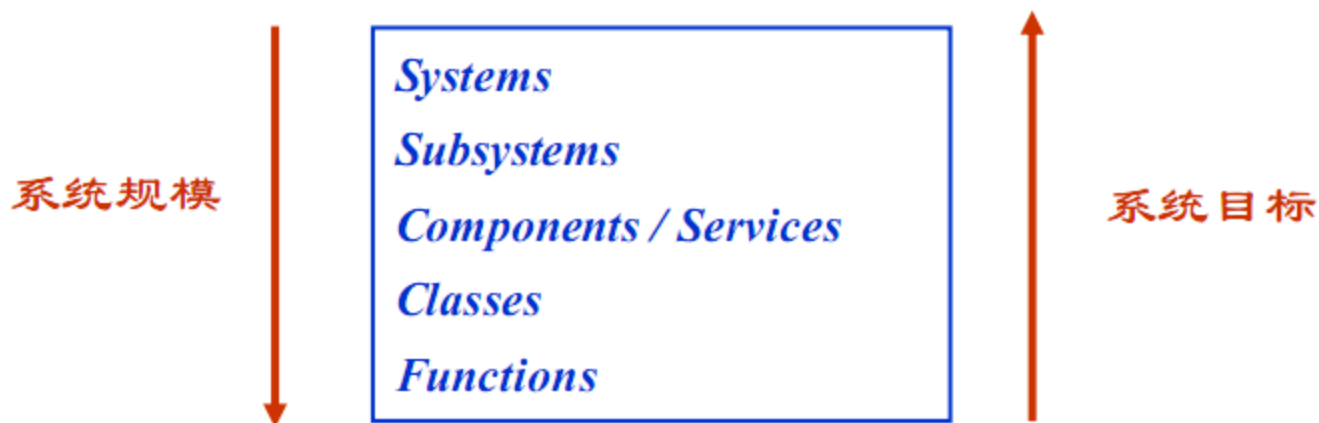 Systems
Subsystems
系统规模
系统目标
Components / Services
Classes
Functions